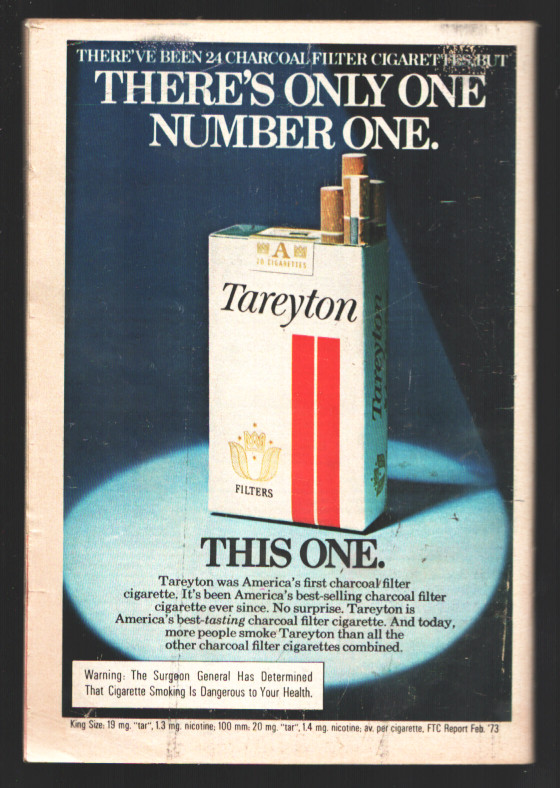 THERE'VE BEEN 24 CHARCOAL FILTER CIGARETTES, BUT
THERE'S ONLY ONE
NUMBER ONE.
A
20 CIGARETTES
Tareyton
Tareyton
FILTERS
THIS ONE.
Tareyton was America's first charcoal filter
cigarette. It's been America's best-selling charcoal filter
cigarette ever since. No surprise. Tareyton is
America's best-tasting charcoal filter cigarette. And today,
more people smoke Tareyton than all the
other charcoal filter cigarettes combined.
Warning: The Surgeon General Has Determined
That Cigarette Smoking Is Dangerous to Your Health.
King Size: 19 mg. "tar", 1.3 mg. nicotine; 100 mm: 20 mg. "tar", 1.4 mg. nicotine; av. per cigarette, FTC Report Feb. '73